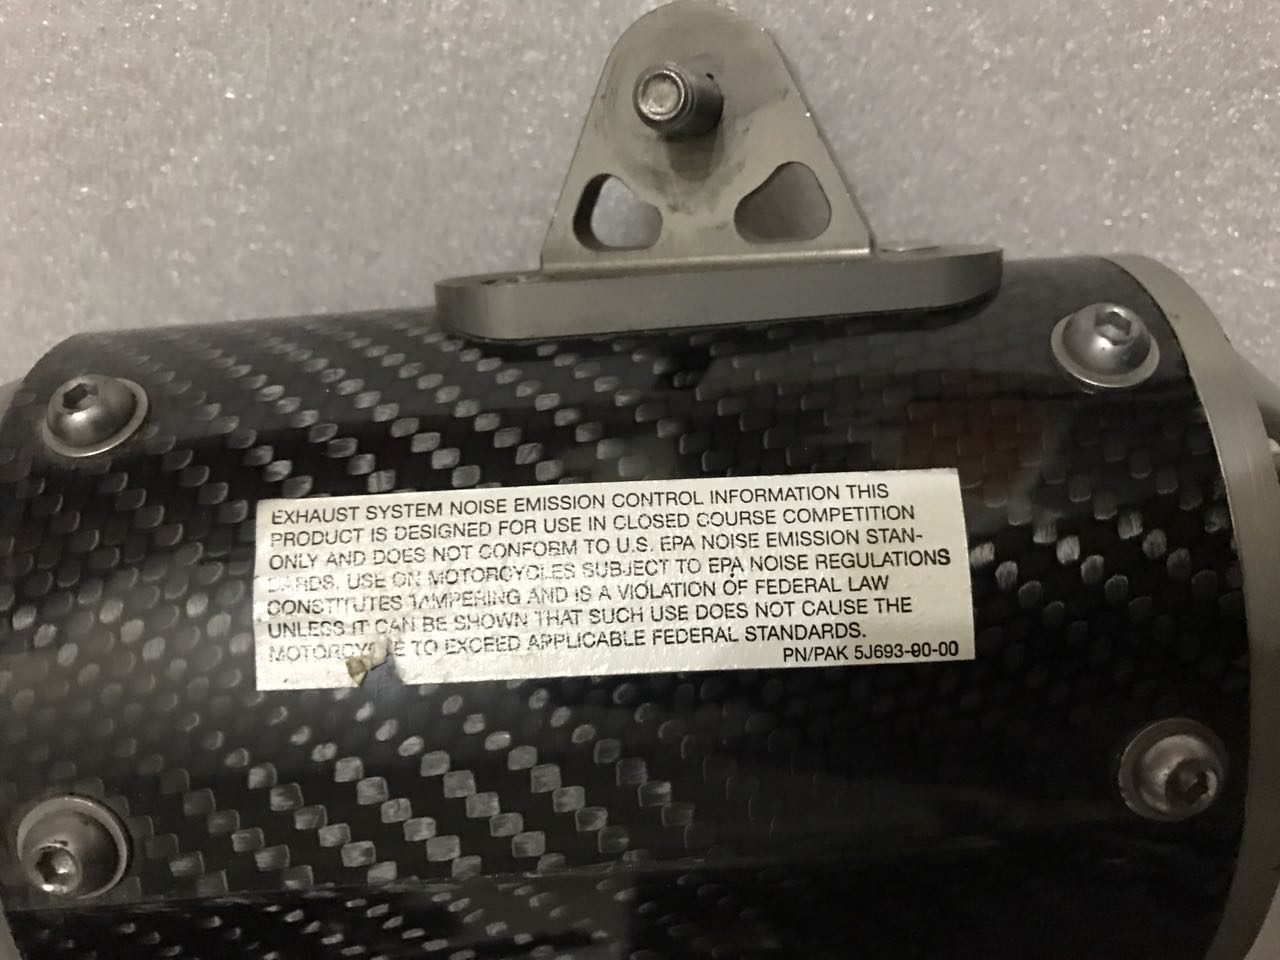 EXHAUST SYSTEM NOISE EMISSION CONTROL INFORMATION THIS
PRODUCT IS DESIGNED FOR USE IN CLOSED COURSE COMPETITION
ONLY AND DOES NOT CONFORM TO U.S. EPA NOISE EMISSION STAN-
DARDS. USE ON MOTORCYCLES SUBJECT TO EPA NOISE REGULATIONS
CONSTITUTES TAMPERING AND IS A VIOLATION OF FEDERAL LAW
UNLESS IT CAN BE SHOWN THAT SUCH USE DOES NOT CAUSE THE
MOTORCYCLE TO EXCEED APPLICABLE FEDERAL STANDARDS.
PN/PAK 5J693-90-00